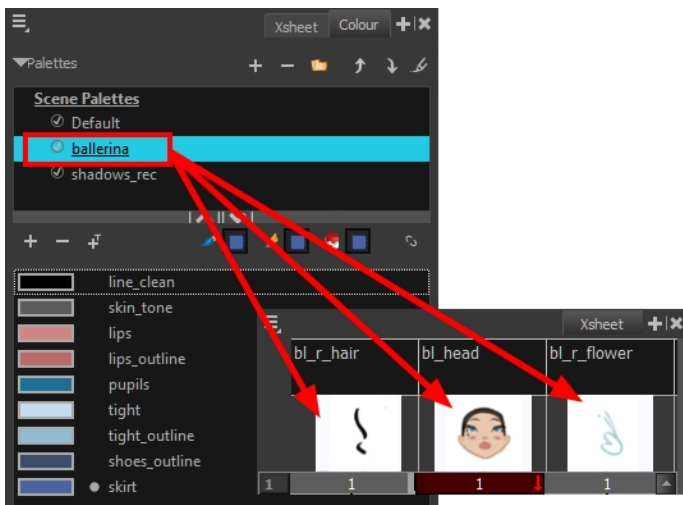 Xsheet Colour
Palettes
Scene Palettes
Default
ballerina
shadows_rec
line_clean
skin_tone
lips
lips_outline
pupils
tight
tight_outline
shoes_outline
skirt
Xsheet
bl_r_hair bl_head bl_r_flower
1 1 1 1